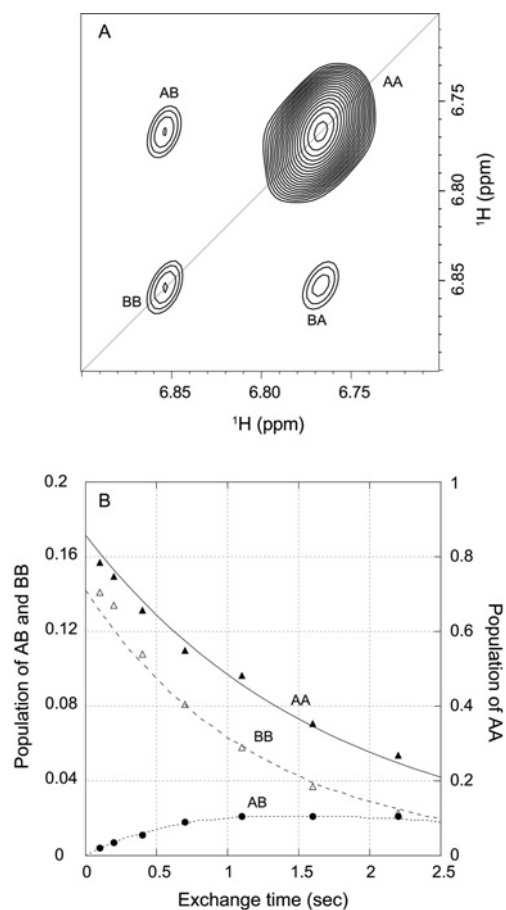 A
AB
AA
BB
BA
6.75
6.80
6.85
¹H (ppm)
6.85
6.80
6.75
¹H (ppm)
B
0.2
0.16
0.12
0.08
0.04
0
Population of AB and BB
1
0.8
0.6
0.4
0.2
0
Population of AA
AA
BB
AB
0
0.5
1.0
1.5
2.0
2.5
Exchange time (sec)